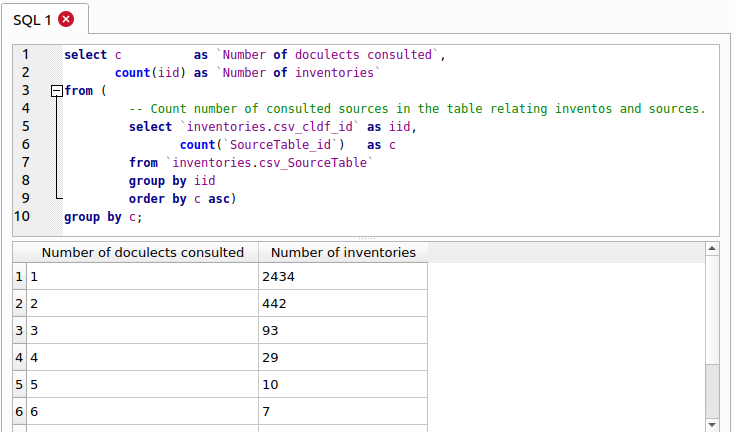 SQL 1
1 select c          as `Number of doculects consulted`,
2        count(iid) as `Number of inventories`
3 from (
4          -- Count number of consulted sources in the table relating inventos and sources.
5          select `inventories.csv_cldf_id` as iid,
6                 count(`SourceTable_id`)   as c
7          from `inventories.csv_SourceTable`
8          group by iid
9          order by c asc)
10 group by c;
Number of doculects consulted Number of inventories
1 1 2434
2 2 442
3 3 93
4 4 29
5 5 10
6 6 7